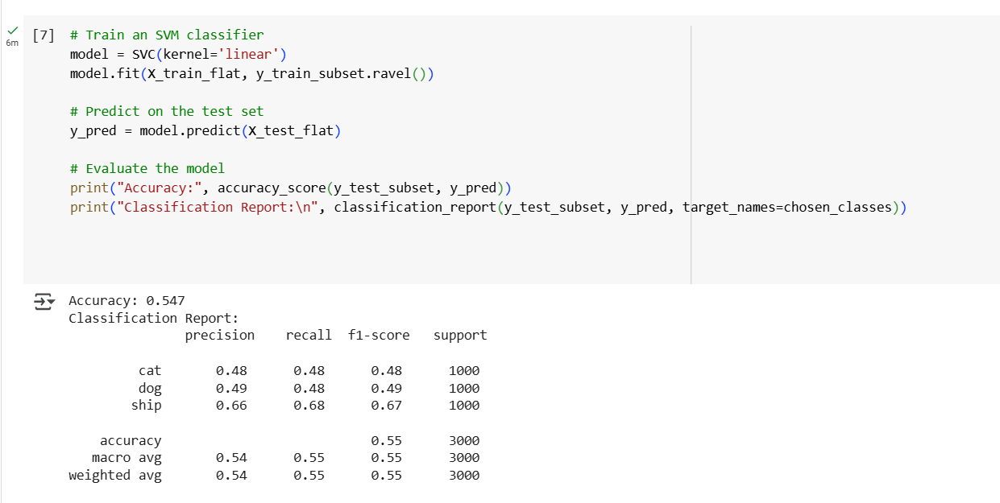 [7] # Train an SVM classifier
model = SVC(kernel='linear')
model.fit(X_train_flat, y_train_subset.ravel())
6m
# Predict on the test set
y_pred = model.predict(X_test_flat)
# Evaluate the model
print("Accuracy:", accuracy_score(y_test_subset, y_pred))
print("Classification Report:\n", classification_report(y_test_subset, y_pred, target_names=chosen_classes))
Accuracy: 0.547
Classification Report:
precision recall f1-score support
cat 0.48 0.48 0.48 1000
dog 0.49 0.48 0.49 1000
ship 0.66 0.68 0.67 1000
accuracy 0.55 3000
macro avg 0.54 0.55 0.55 3000
weighted avg 0.54 0.55 0.55 3000